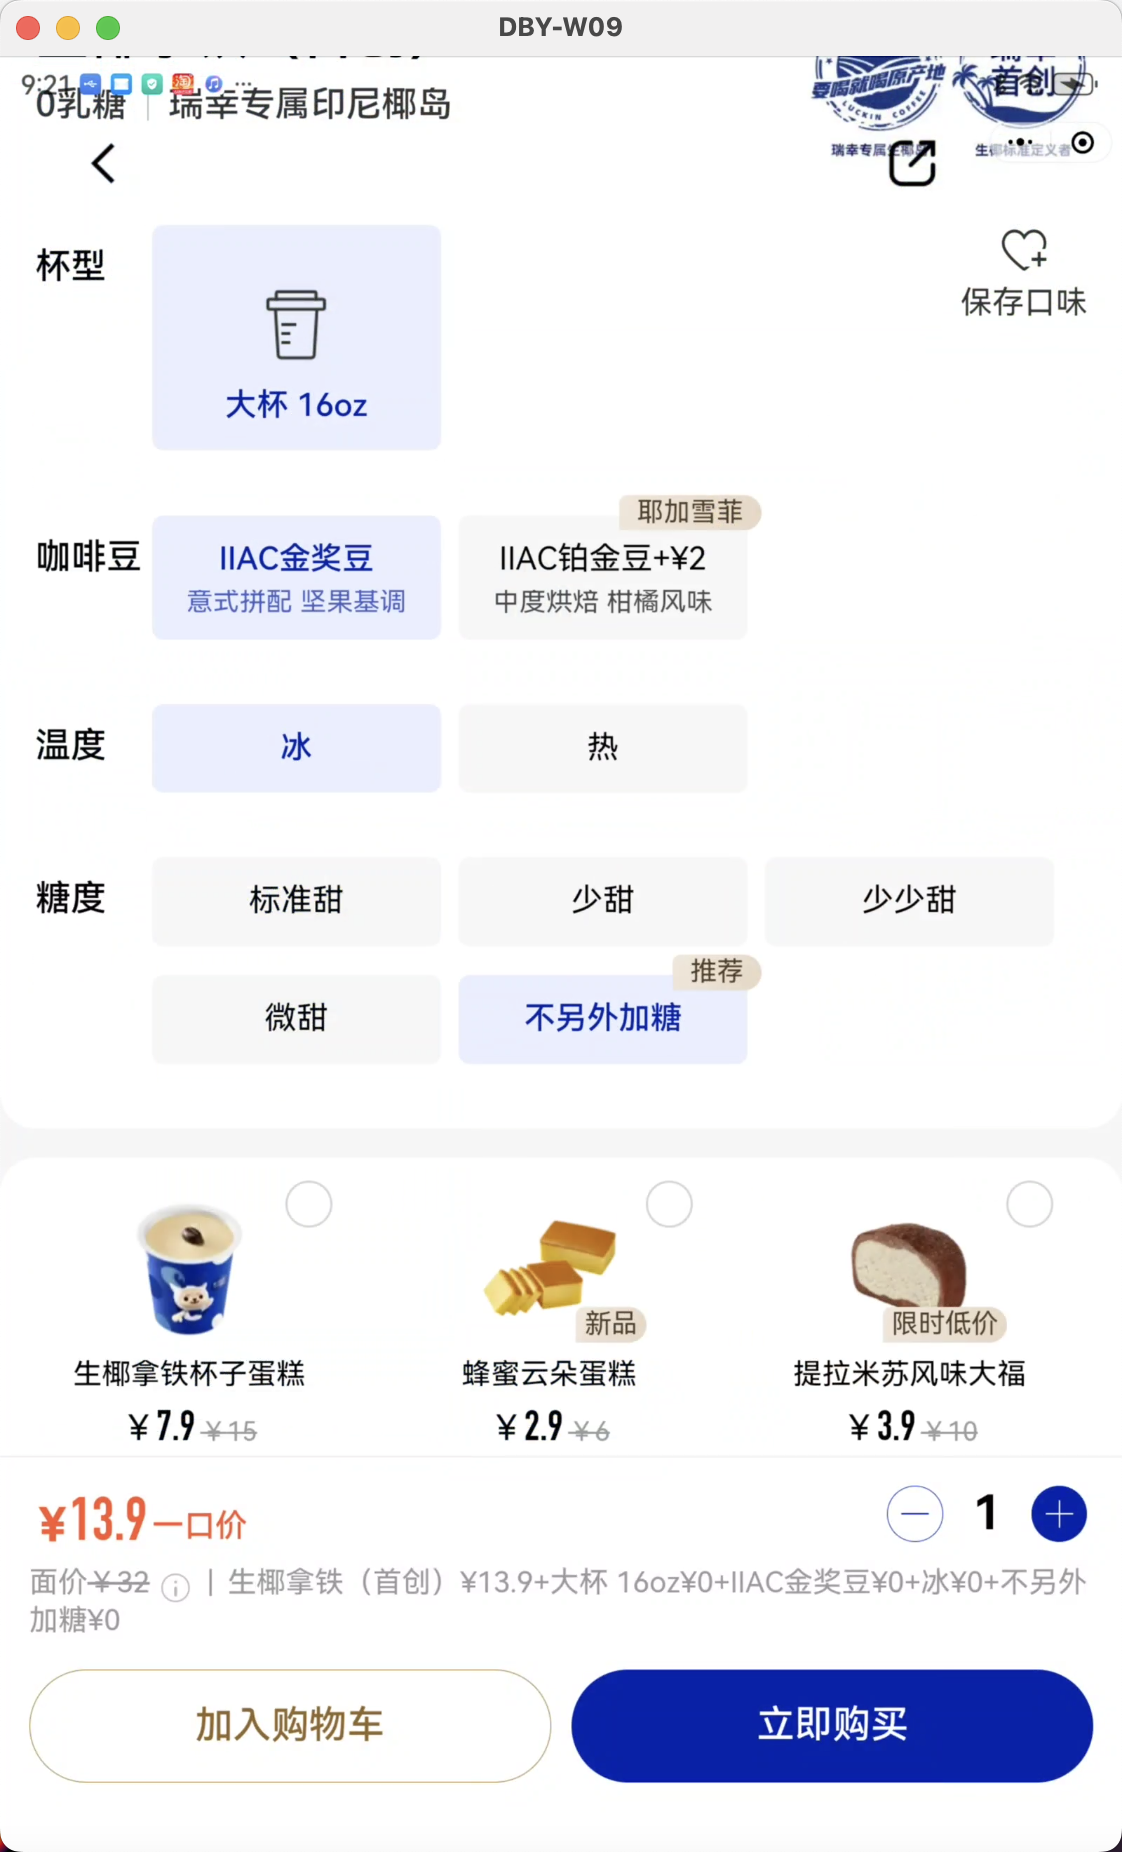 DBY-W09
9:21
0乳糖 | 瑞幸专属印尼椰岛
要喝就喝原产地
LUCKIN COFFEE
首创
瑞幸专属生椰岛
生椰标准定义者
杯型
大杯 16oz
保存口味
咖啡豆
IIAC金奖豆
意式拼配 坚果基调
耶加雪菲
IIAC铂金豆+¥2
中度烘焙 柑橘风味
温度
冰
热
糖度
标准甜
少甜
少少甜
微甜
推荐
不另外加糖
新品
限时低价
生椰拿铁杯子蛋糕
蜂蜜云朵蛋糕
提拉米苏风味大福
¥7.9 ¥15
¥2.9 ¥6
¥3.9 ¥10
¥13.9一口价
1
面价¥32 | 生椰拿铁（首创）¥13.9+大杯 16oz¥0+IIAC金奖豆¥0+冰¥0+不另外
加糖¥0
加入购物车
立即购买